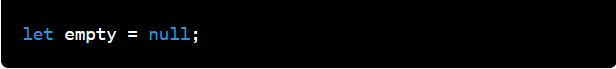 let empty = null;